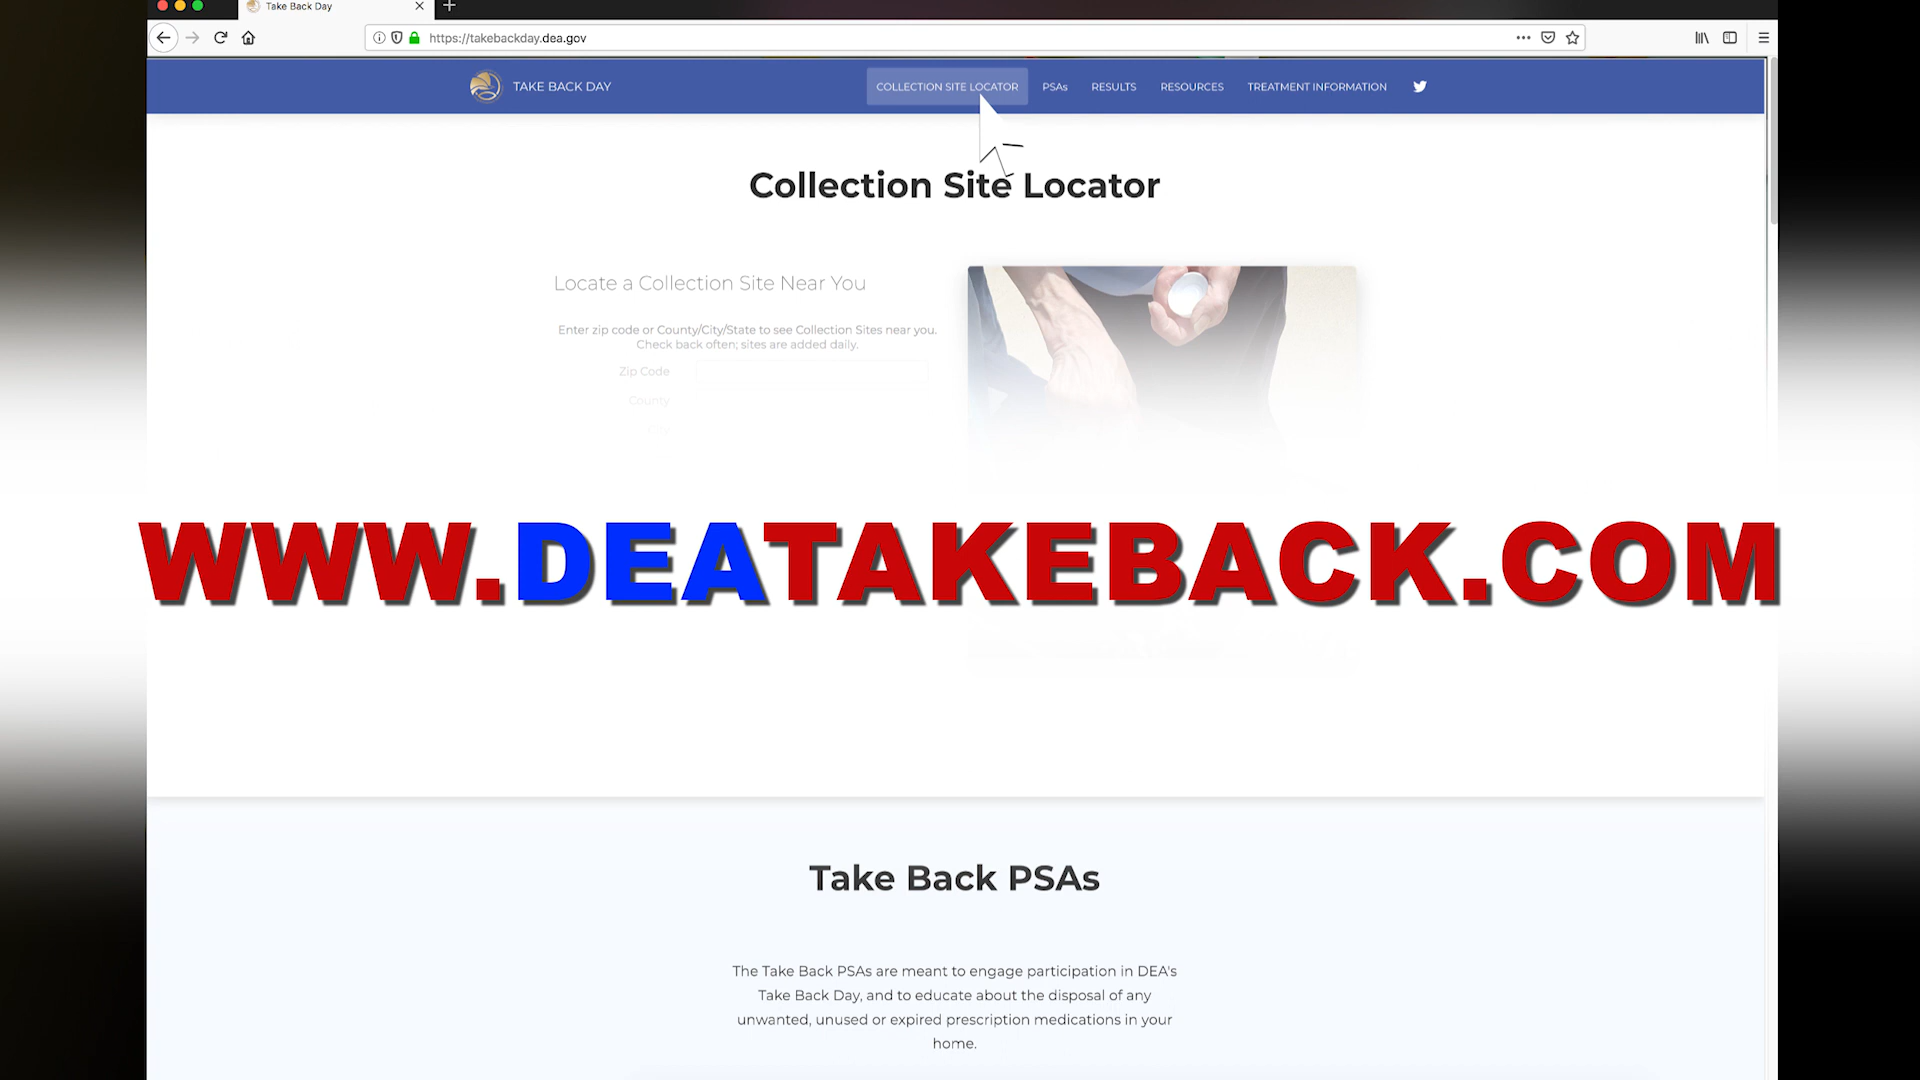 Take Back Day
https://takebackday.dea.gov
TAKE BACK DAY
COLLECTION SITE LOCATOR
PSAs
RESULTS
RESOURCES
TREATMENT INFORMATION
Collection Site Locator
Locate a Collection Site Near You
Enter zip code or County/City/State to see Collection Sites near you.
Check back often; sites are added daily.
Zip Code
County
City
WWW.DEATAKEBACK.COM
Take Back PSAs
The Take Back PSAs are meant to engage participation in DEA's
Take Back Day, and to educate about the disposal of any
unwanted, unused or expired prescription medications in your
home.